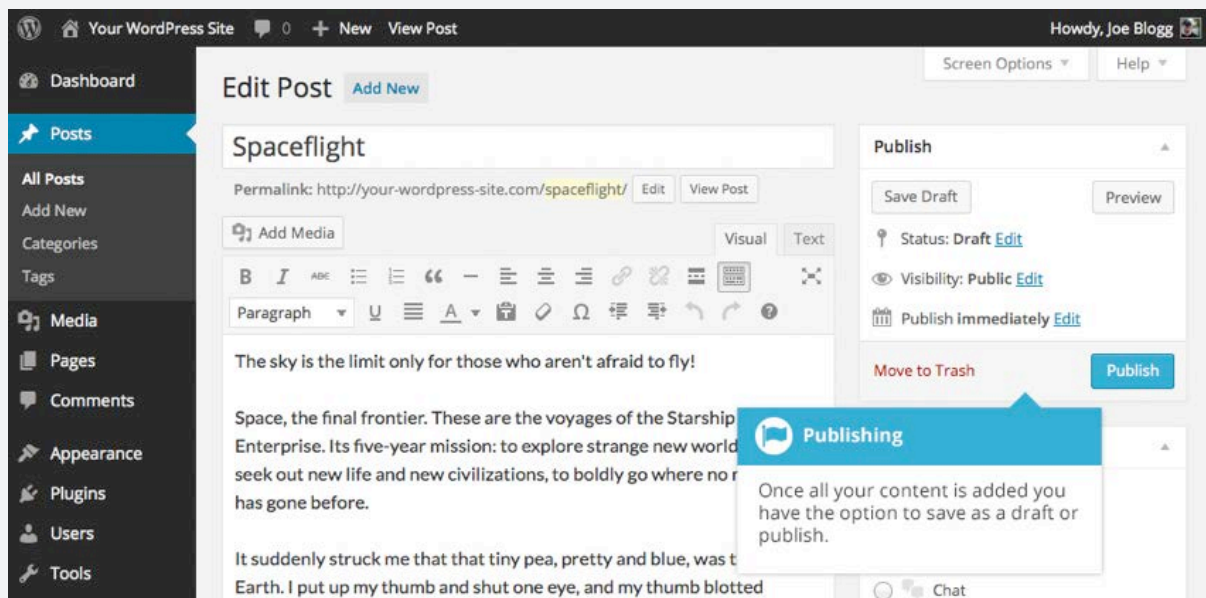 Your WordPress Site 0 New View Post Howdy, Joe Blogg
Screen Options Help
Dashboard
Posts
All Posts
Add New
Categories
Tags
Media
Pages
Comments
Appearance
Plugins
Users
Tools
Edit Post Add New
Spaceflight
Permalink: http://your-wordpress-site.com/spaceflight/ Edit View Post
Add Media
Visual Text
B I ABC
Paragraph U A Ω
The sky is the limit only for those who aren't afraid to fly!
Space, the final frontier. These are the voyages of the Starship
Enterprise. Its five-year mission: to explore strange new world
seek out new life and new civilizations, to boldly go where no
has gone before.
It suddenly struck me that that tiny pea, pretty and blue, was
Earth. I put up my thumb and shut one eye, and my thumb blotted
Publish
Save Draft Preview
Status: Draft Edit
Visibility: Public Edit
Publish immediately Edit
Move to Trash Publish
Publishing
Once all your content is added you
have the option to save as a draft or
publish.
Chat